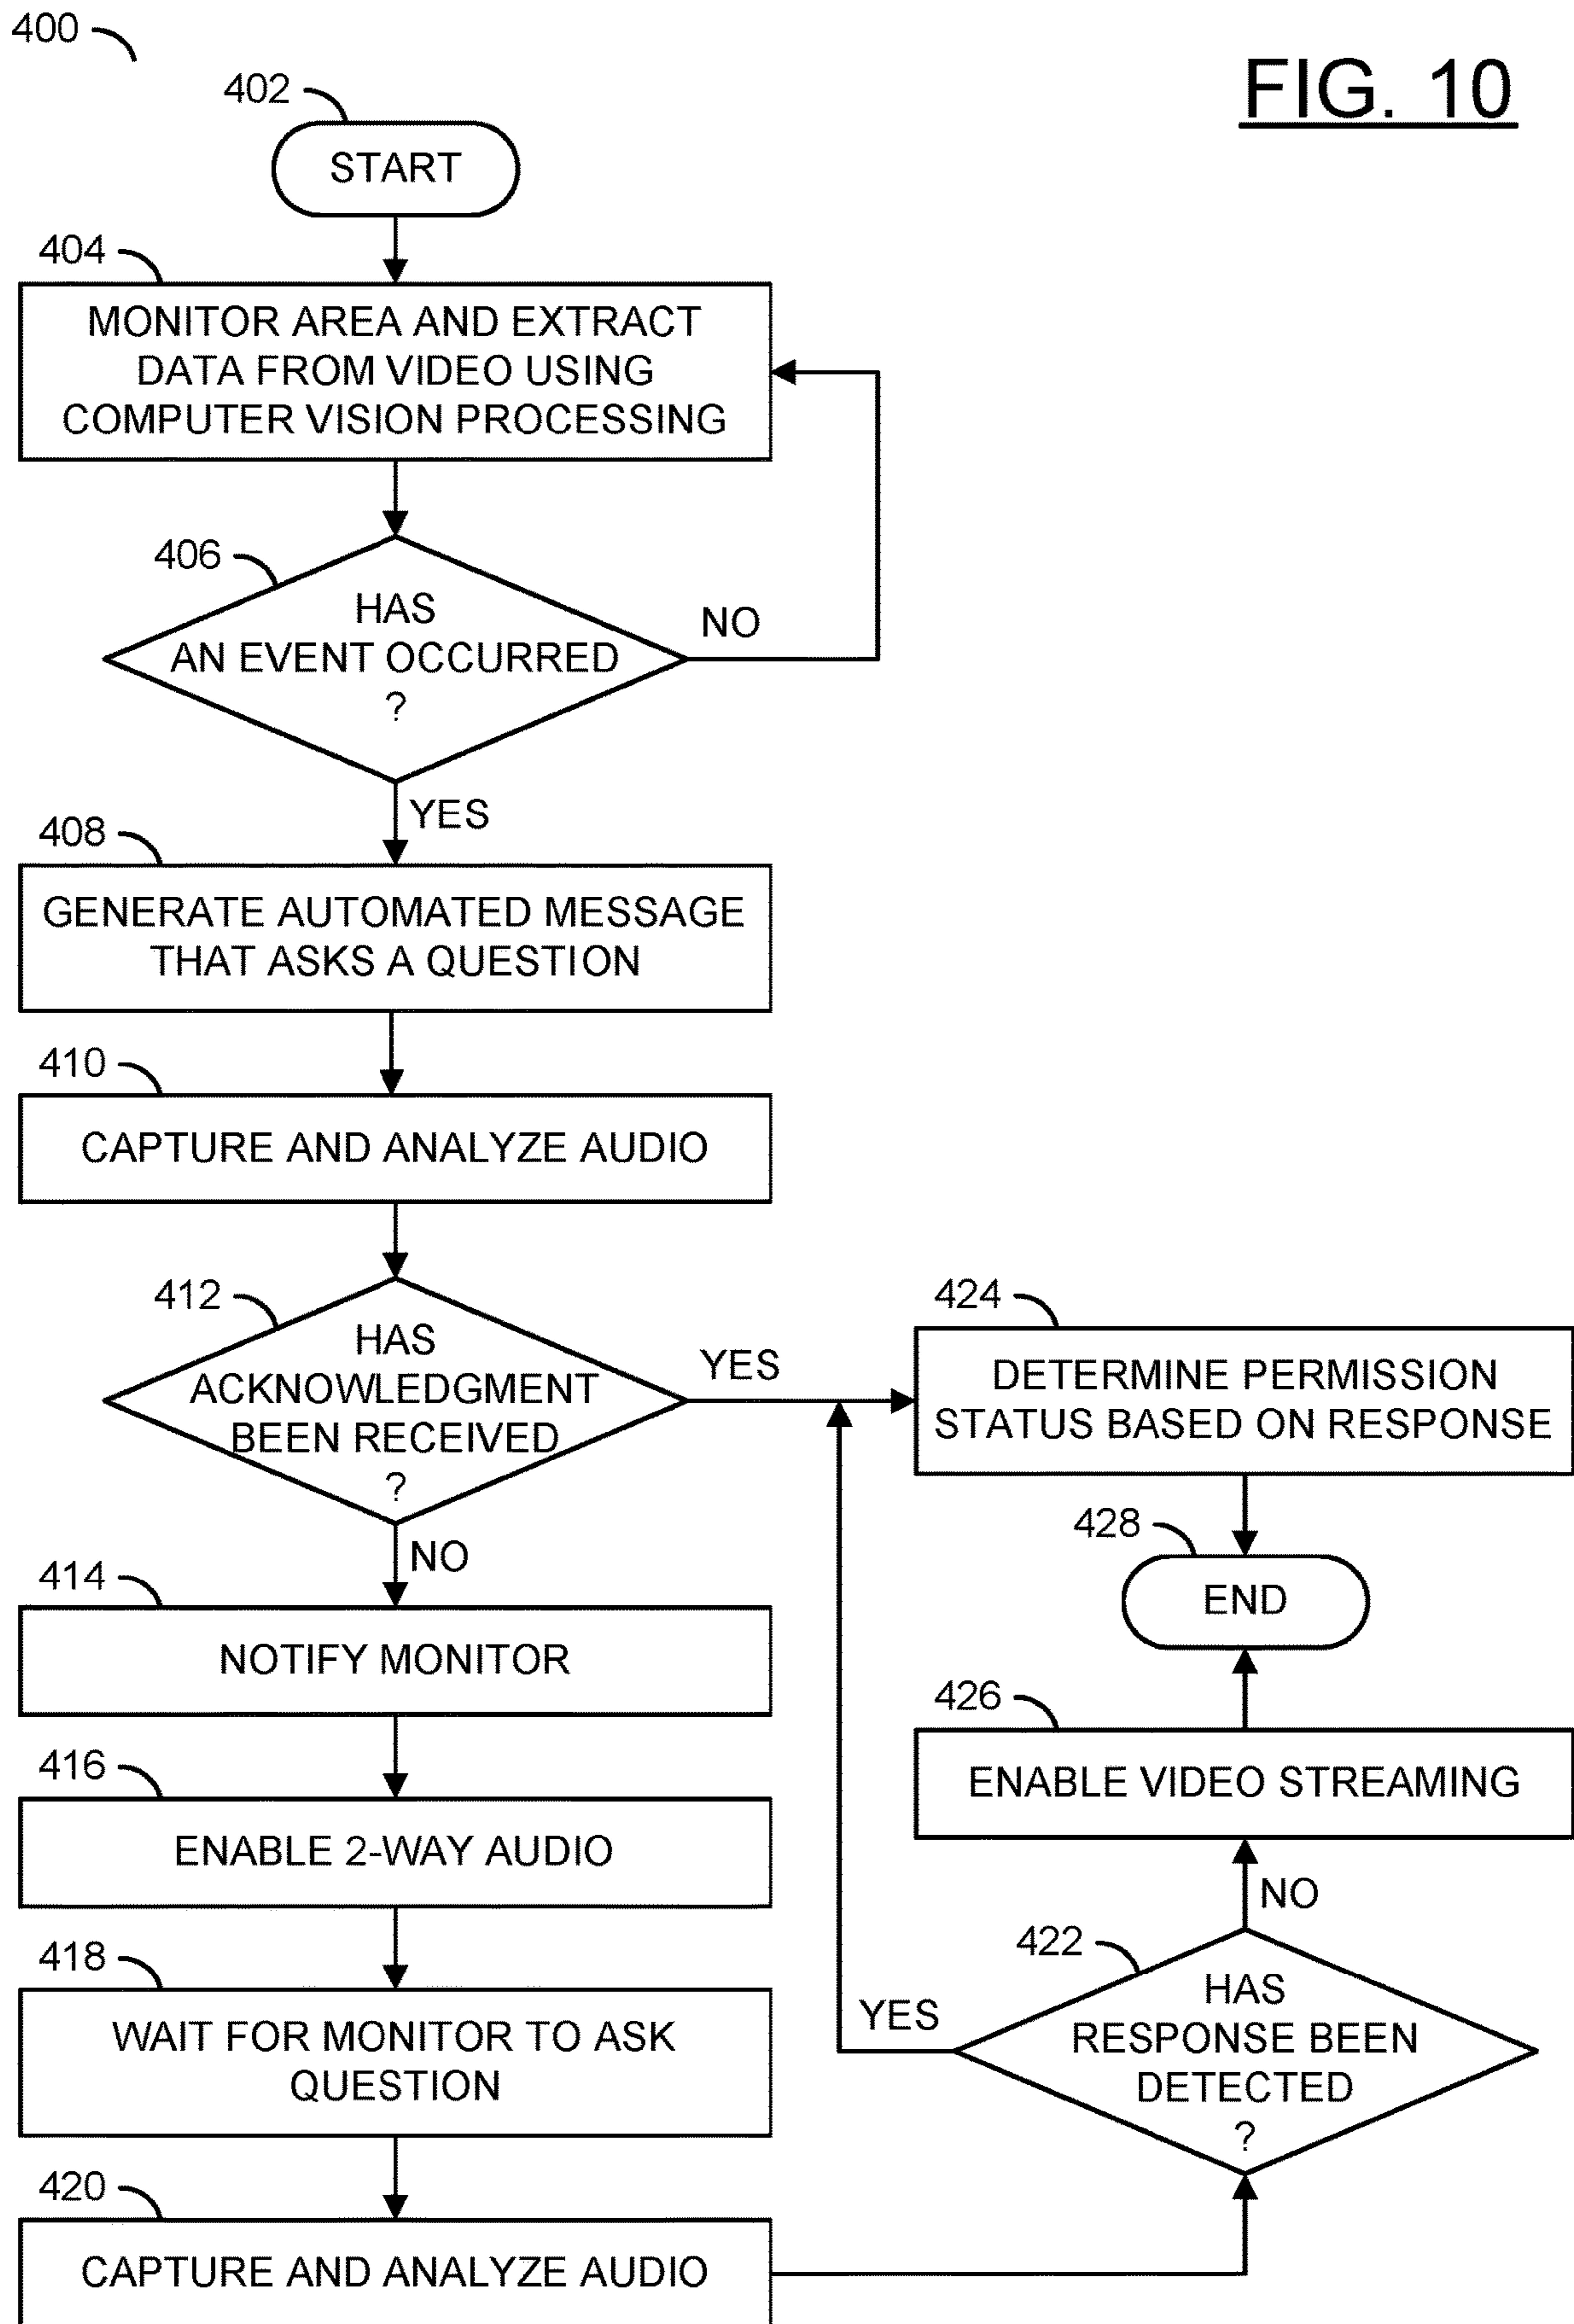 400
FIG. 10
402
START
404
MONITOR AREA AND EXTRACT
DATA FROM VIDEO USING
COMPUTER VISION PROCESSING
406
HAS
AN EVENT OCCURRED
?
NO
YES
408
GENERATE AUTOMATED MESSAGE
THAT ASKS A QUESTION
410
CAPTURE AND ANALYZE AUDIO
412
HAS
ACKNOWLEDGMENT
BEEN RECEIVED
?
YES
NO
414
NOTIFY MONITOR
416
ENABLE 2-WAY AUDIO
418
WAIT FOR MONITOR TO ASK
QUESTION
420
CAPTURE AND ANALYZE AUDIO
422
HAS
RESPONSE BEEN
DETECTED
?
YES
NO
424
DETERMINE PERMISSION
STATUS BASED ON RESPONSE
426
ENABLE VIDEO STREAMING
428
END